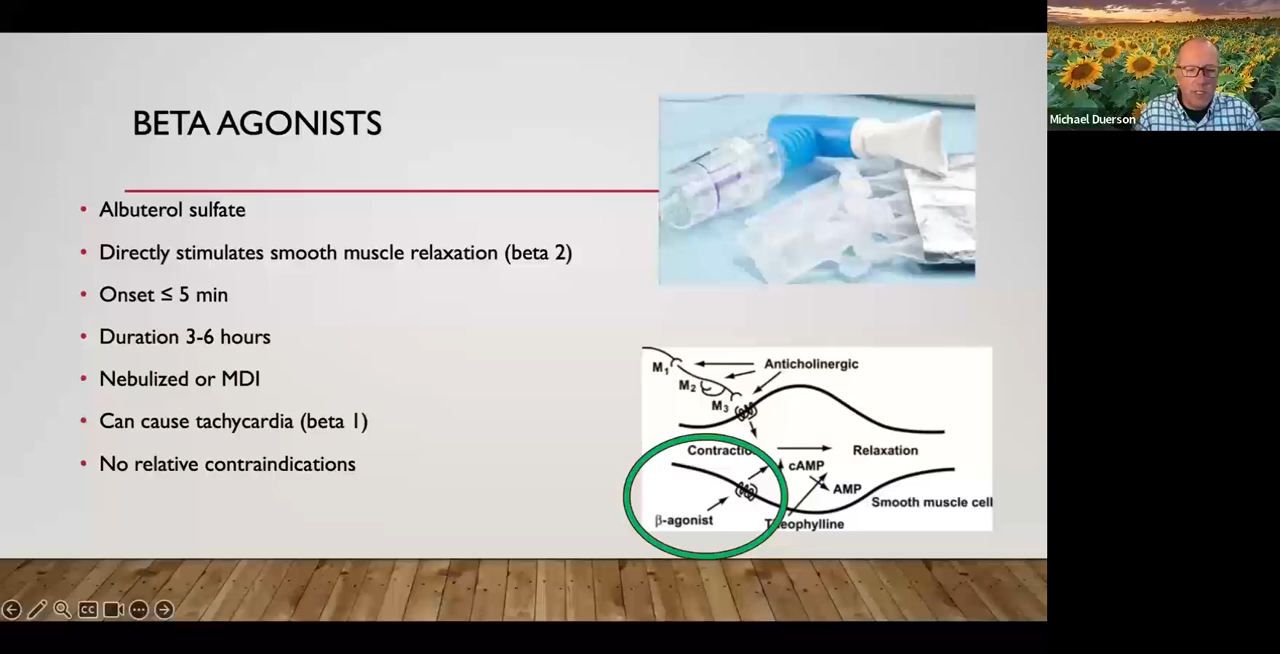 BETA AGONISTS
Albuterol sulfate
Directly stimulates smooth muscle relaxation (beta 2)
Onset ≤ 5 min
Duration 3-6 hours
Nebulized or MDI
Can cause tachycardia (beta 1)
No relative contraindications
M1
Anticholinergic
M2
M3
Contractio
Relaxation
cAMP
AMP
Smooth muscle cell
β-agonist
Theophylline
CC
Michael Duerson